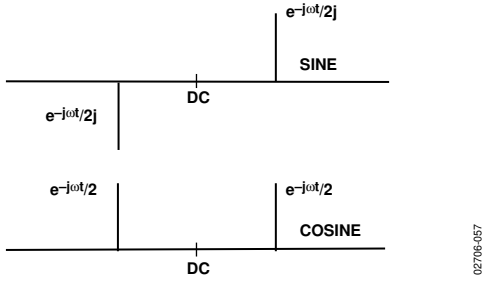 e–jωt/2j
SINE
DC
e–jωt/2j
e–jωt/2
e–jωt/2
COSINE
DC
02706-057